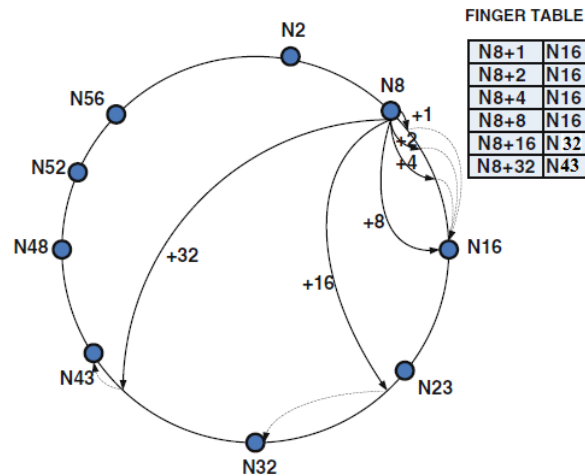 FINGER TABLE
N8+1 N16
N8+2 N16
N8+4 N16
N8+8 N16
N8+16 N32
N8+32 N43
N2
N8
N56
+1
+2
+4
N52
+8
N48
N16
+32
+16
N43
N23
N32